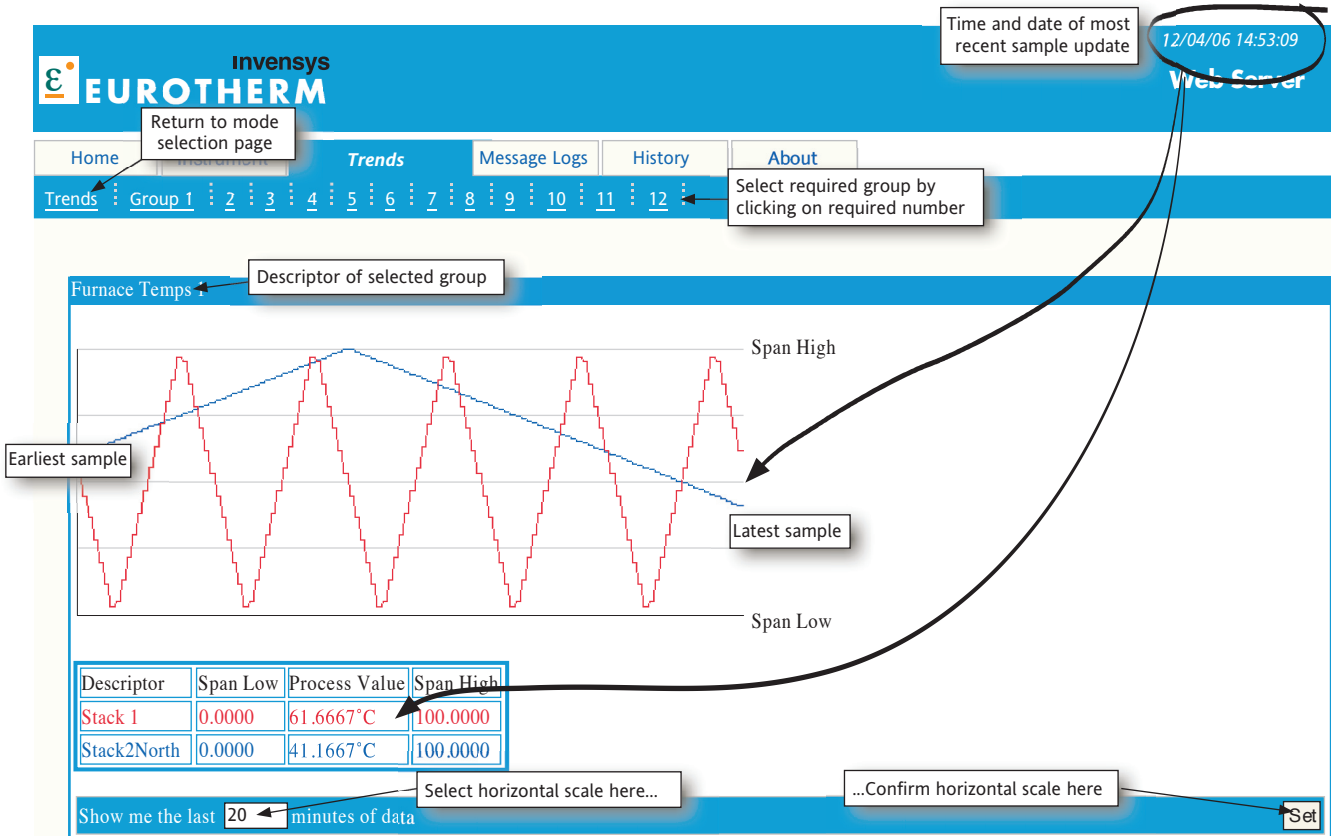 Time and date of most
recent sample update
12/04/06 14:53:09
Web Server
invensys
ε EUROTHERM
Return to mode
selection page
Home Instrument Trends Message Logs History About
Trends Group 1 2 3 4 5 6 7 8 9 10 11 12
Select required group by
clicking on required number
Furnace Temps 1
Descriptor of selected group
Span High
Earliest sample
Latest sample
Span Low
Descriptor Span Low Process Value Span High
Stack 1 0.0000 61.6667°C 100.0000
Stack2North 0.0000 41.1667°C 100.0000
Select horizontal scale here...
...Confirm horizontal scale here
Show me the last 20 minutes of data
Set